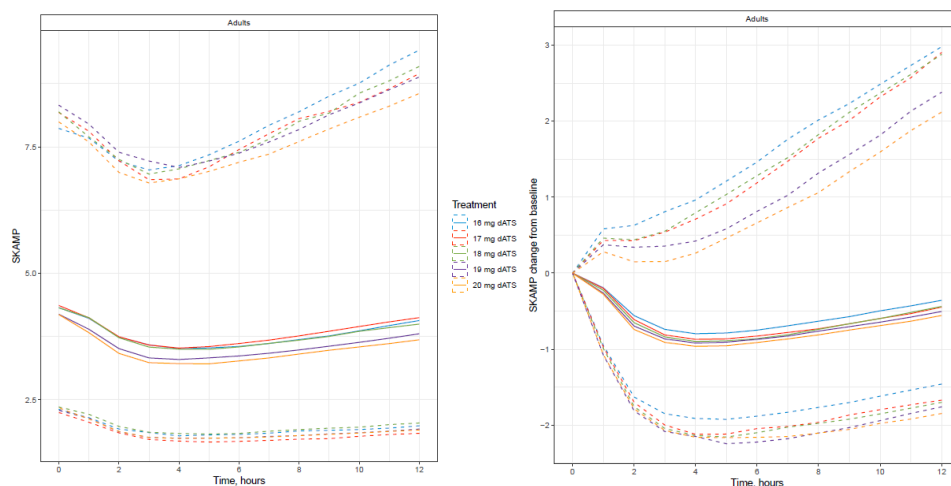 Adults
SKAMP
7.5
5.0
2.5
0
2
4
6
8
10
12
Time, hours
Treatment
16 mg dATS
17 mg dATS
18 mg dATS
19 mg dATS
20 mg dATS
Adults
SKAMP change from baseline
3
2
1
0
−1
−2
0
2
4
6
8
10
12
Time, hours